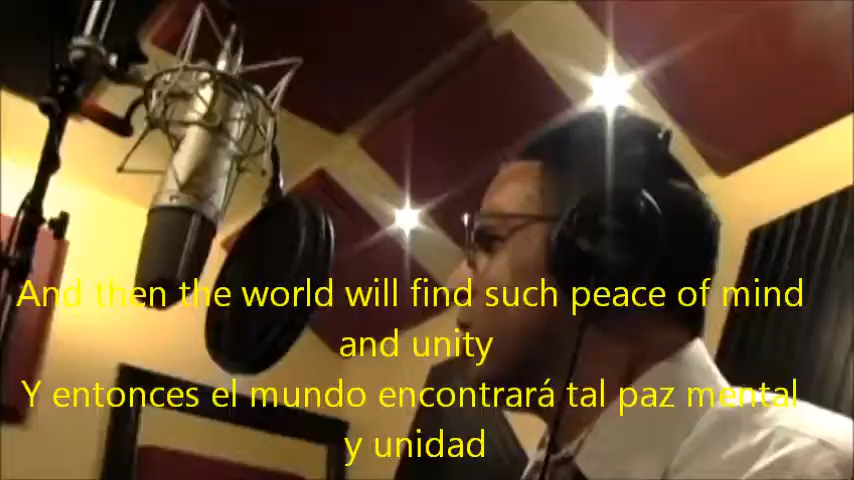 And then the world will find such peace of mind
and unity
Y entonces el mundo encontrará tal paz mental
y unidad